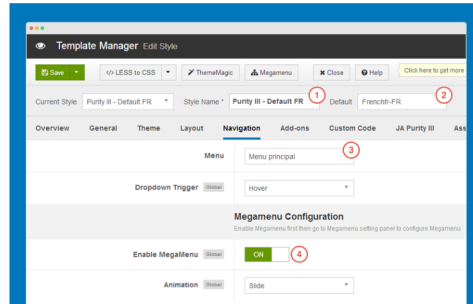 Template Manager Edit Style
Save </> LESS to CSS ThemeMagic Megamenu Close Help Click here to get more
Current Style Purity III - Default FR Style Name * Purity III - Default FR 1 Default Frenchfr-FR 2
Overview General Theme Layout Navigation Add-ons Custom Code JA Purity III Ass
Menu Menu principal 3
Dropdown Trigger Global Hover
Megamenu Configuration
Enable Megamenu first then go to Megamenu setting panel to configure Megamenu
Enable MegaMenu Global ON 4
Animation Global Slide